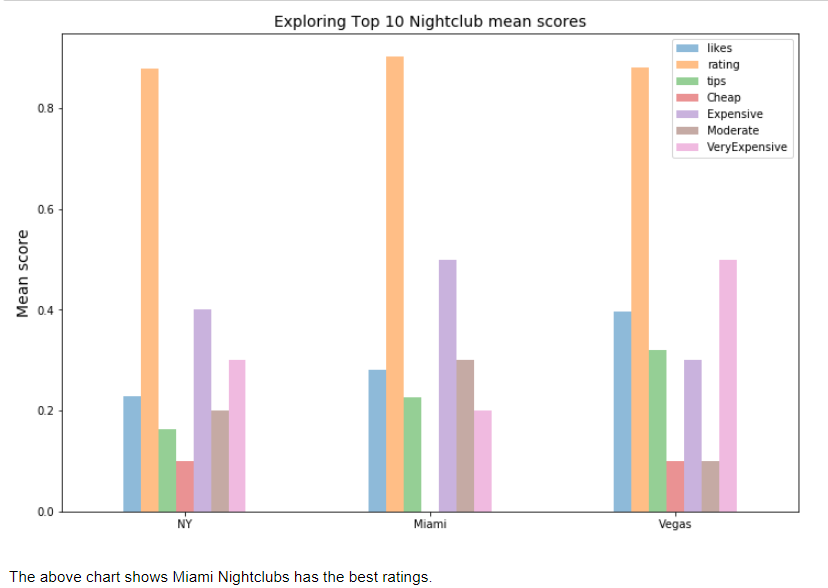 Exploring Top 10 Nightclub mean scores
likes
rating
tips
Cheap
Expensive
Moderate
VeryExpensive
Mean score
0.8
0.6
0.4
0.2
0.0
NY
Miami
Vegas
The above chart shows Miami Nightclubs has the best ratings.